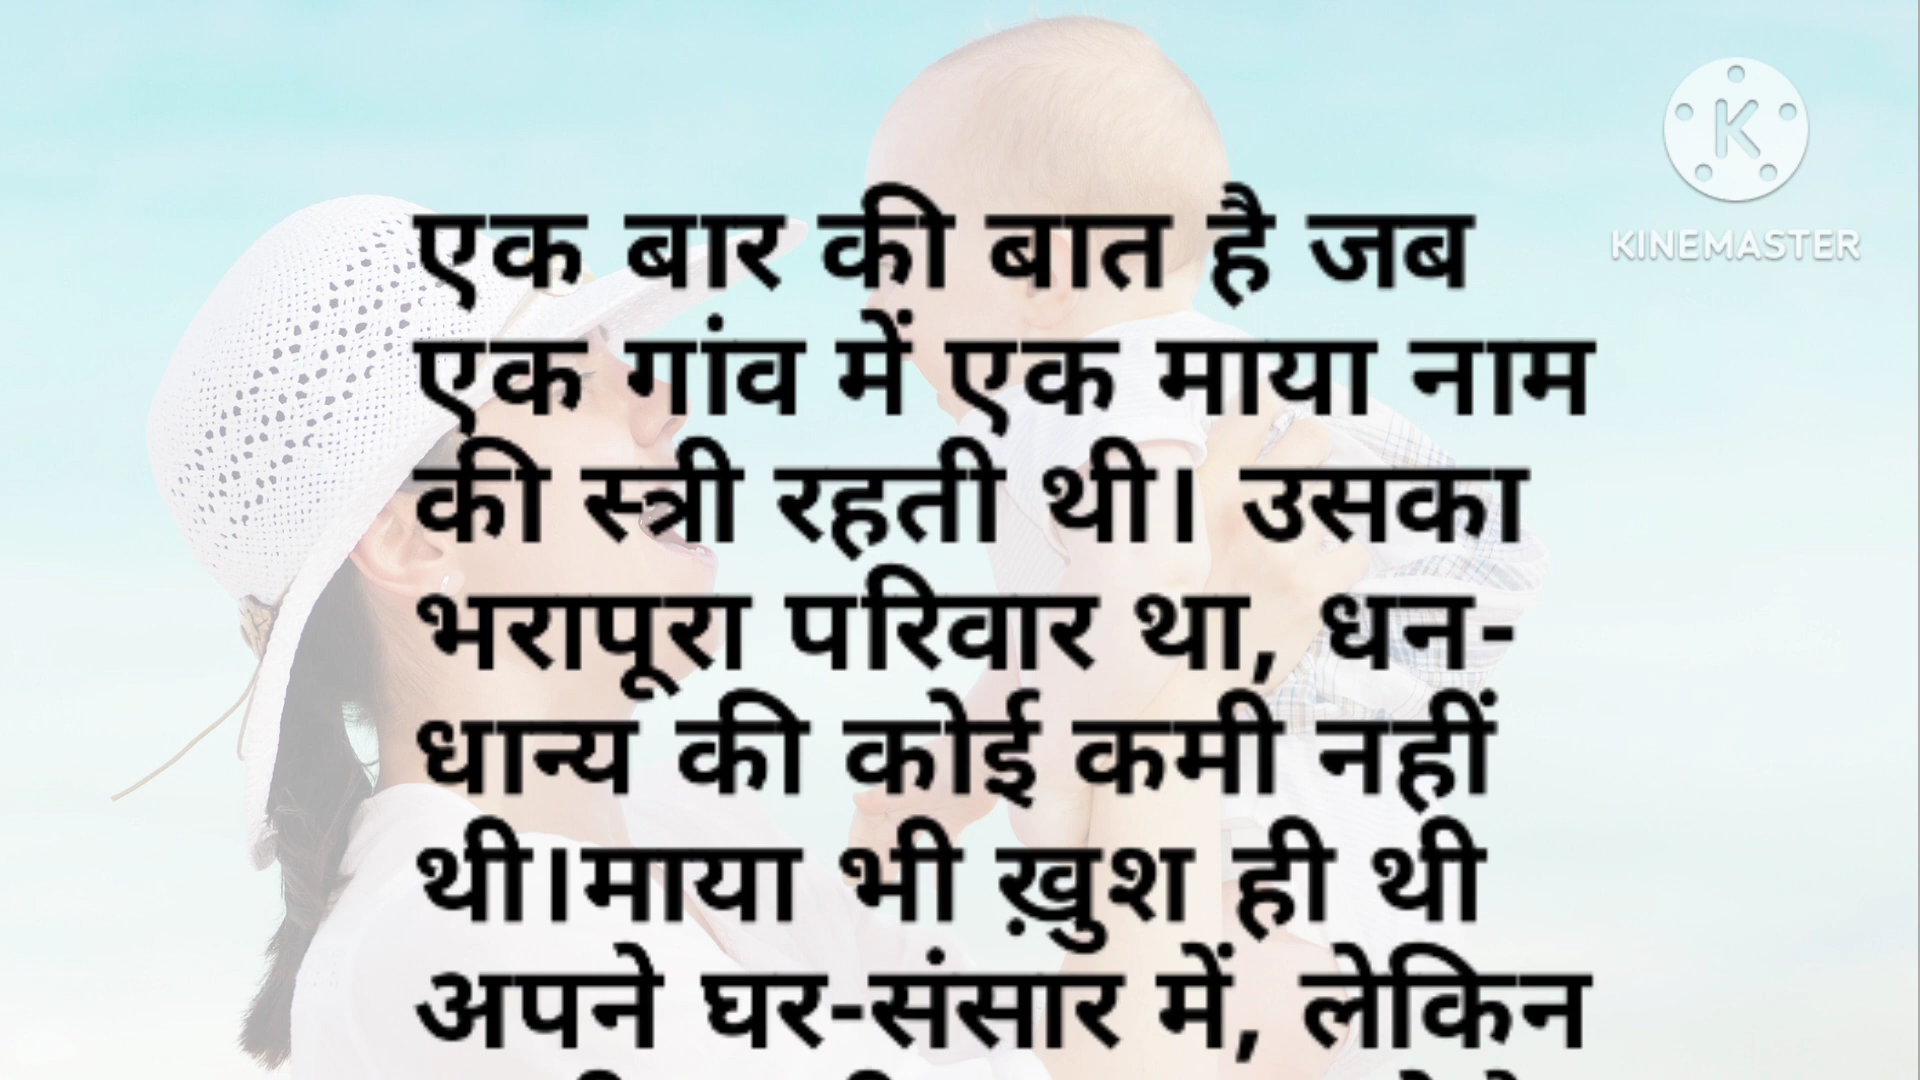 एक बार की बात है जब
एक गांव में एक माया नाम
की स्त्री रहती थी। उसका
भरापूरा परिवार था, धन-
धान्य की कोई कमी नहीं
थी।माया भी ख़ुश ही थी
अपने घर-संसार में, लेकिन
K
KINEMASTER